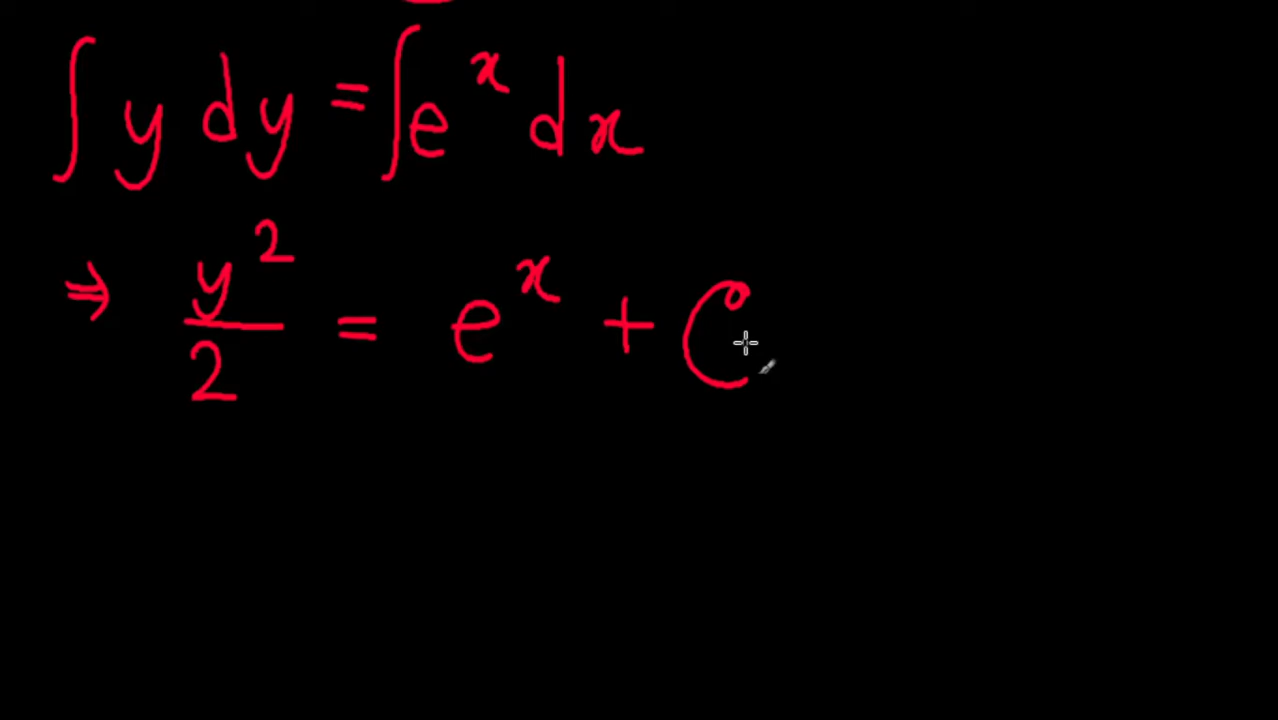 ∫ y dy = ∫ e^x dx
⇒ y^2/2 = e^x + C